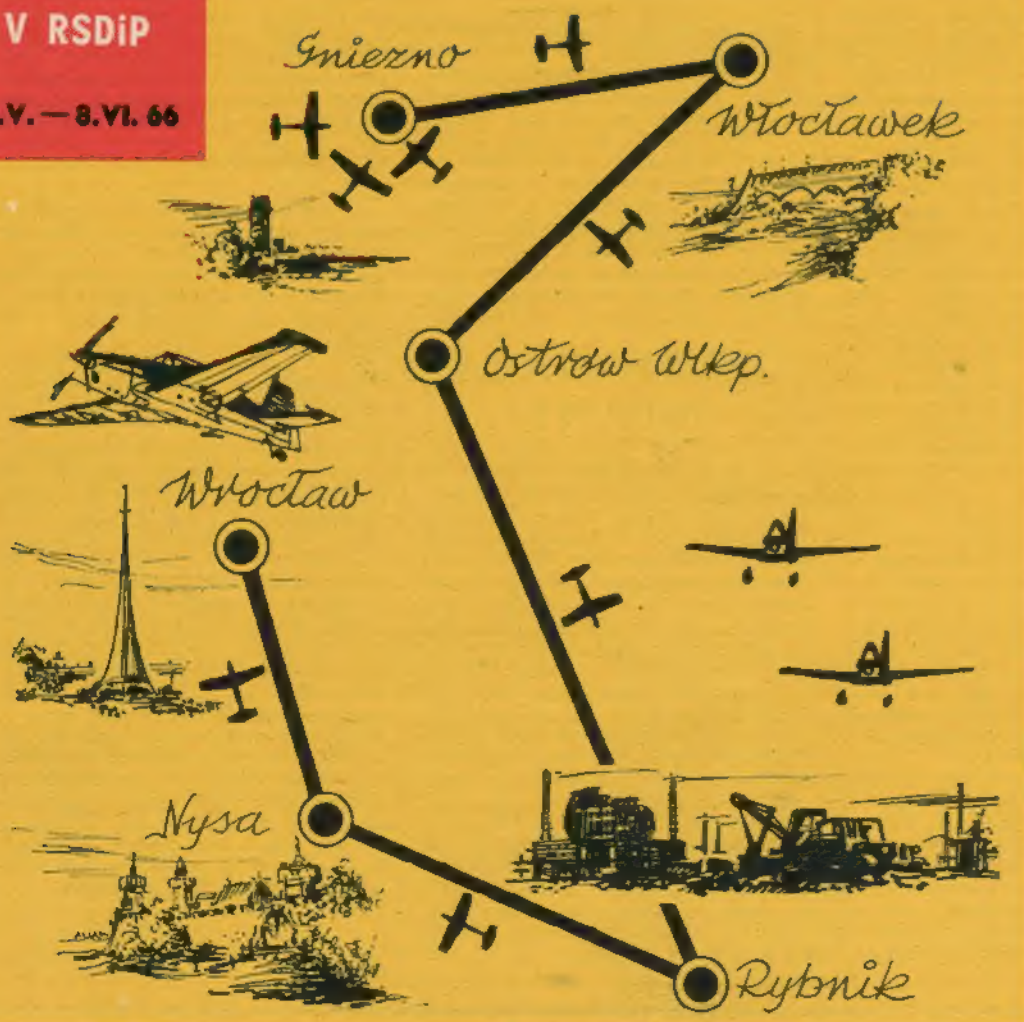 V RSDiP
.V.—8.VI. 66
Gniezno
Włocławek
Ostrów Wlkp.
Wrocław
Nysa
Rybnik